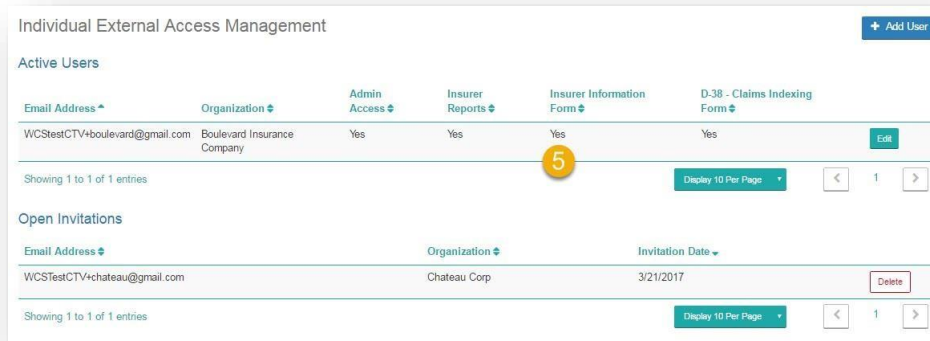 Individual External Access Management
+ Add User
Active Users
Email Address Organization Admin Access Insurer Reports Insurer Information Form D-38 - Claims Indexing Form
WCStestCTV+boulevard@gmail.com Boulevard Insurance Company Yes Yes Yes Yes Edit
5
Showing 1 to 1 of 1 entries Display 10 Per Page < 1 >
Open Invitations
Email Address Organization Invitation Date
WCSTestCTV+chateau@gmail.com Chateau Corp 3/21/2017 Delete
Showing 1 to 1 of 1 entries Display 10 Per Page < 1 >